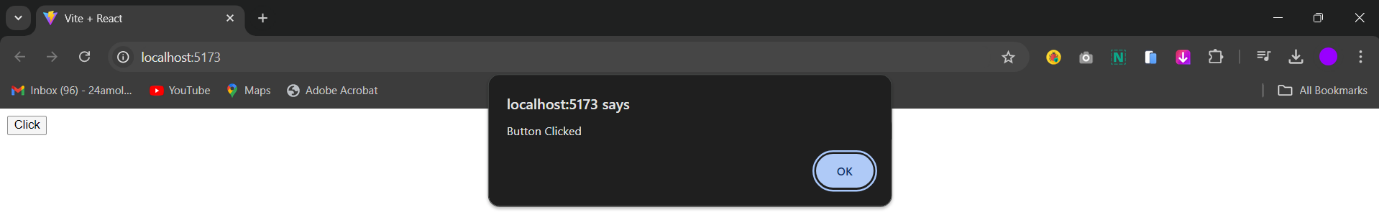 Vite + React
localhost:5173
N
Inbox (96) - 24amol... YouTube Maps Adobe Acrobat All Bookmarks
Click
localhost:5173 says
Button Clicked
OK